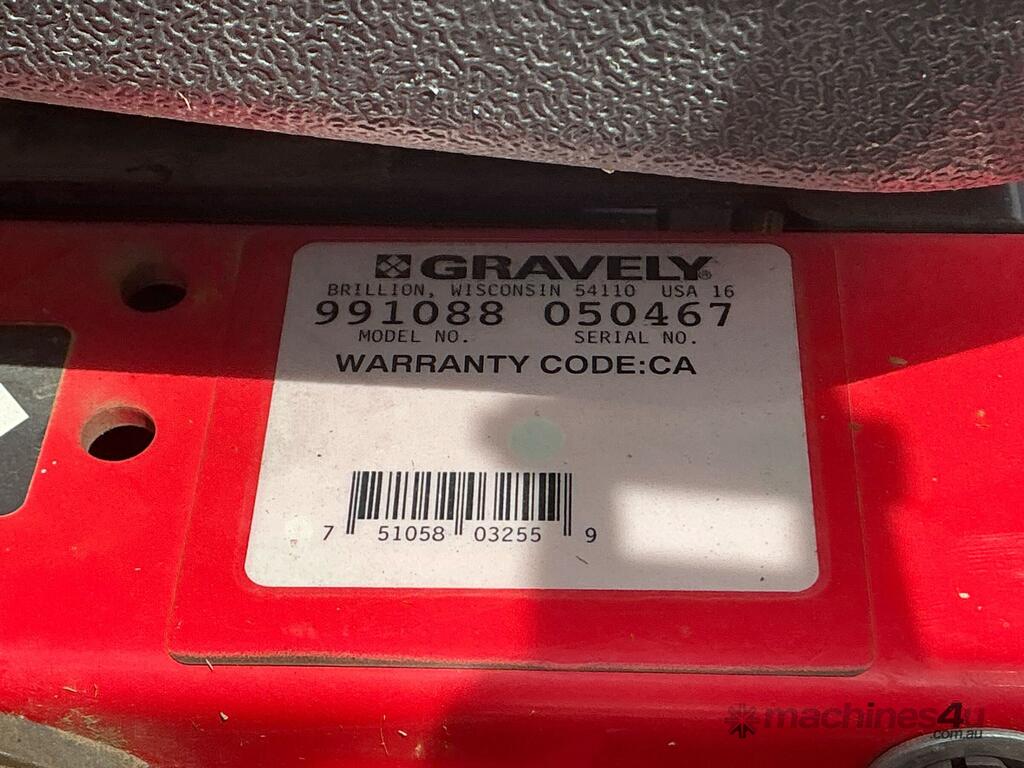 GRAVELY®
BRILLION, WISCONSIN 54110 USA 16
991088 050467
MODEL NO. SERIAL NO.
WARRANTY CODE:CA
7 51058 03255 9
machines4u
.com.au